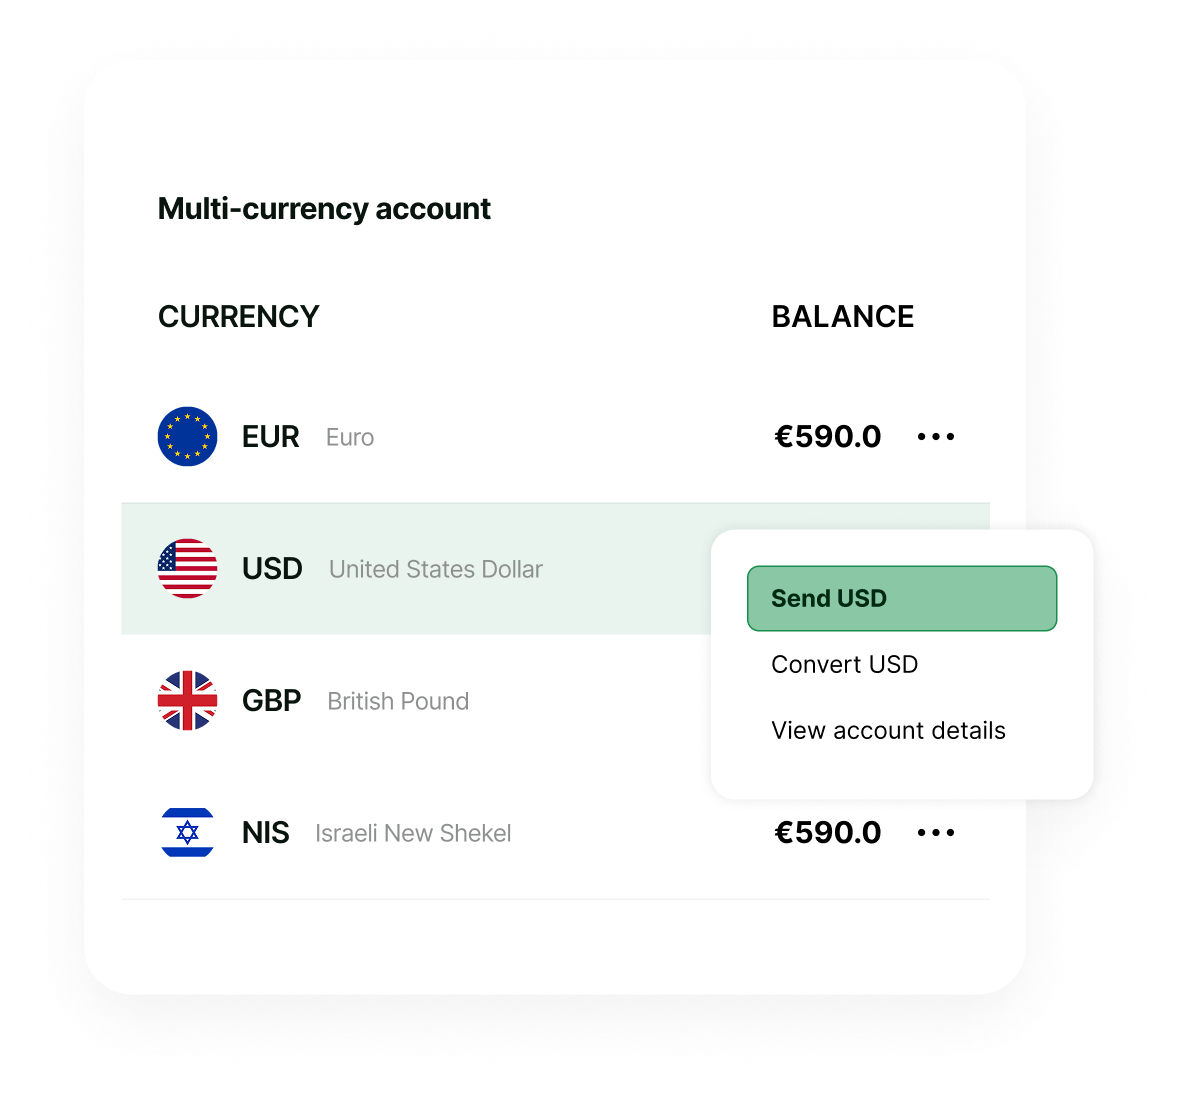 Multi-currency account
CURRENCY BALANCE
EUR Euro €590.0
USD United States Dollar
Send USD
Convert USD
GBP British Pound
View account details
NIS Israeli New Shekel €590.0